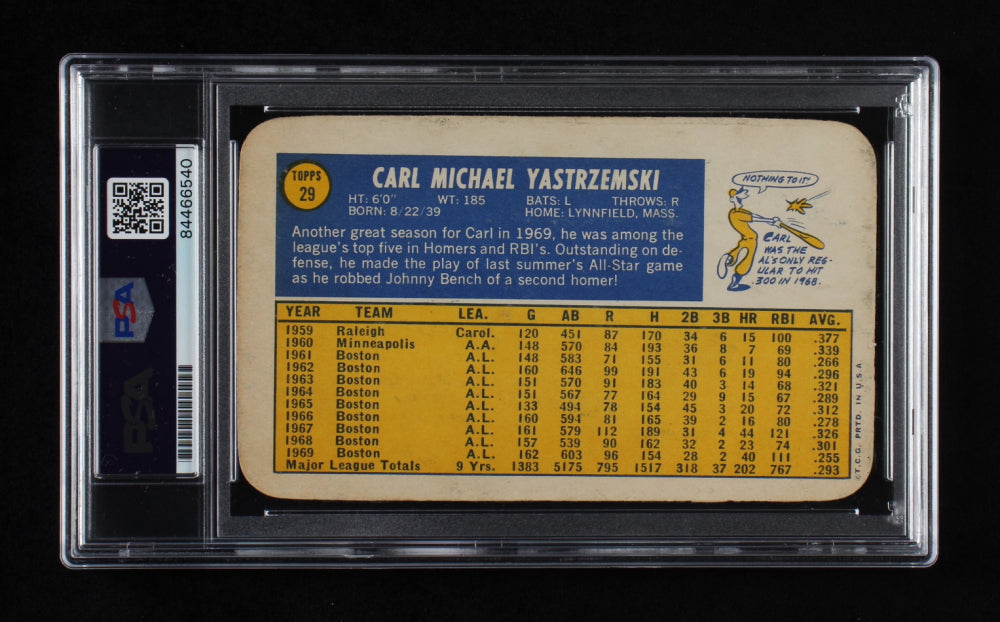 PSA
PSA
84466540
TOPPS
29
CARL MICHAEL YASTRZEMSKI
HT: 6'0" WT: 185 BATS: L THROWS: R
BORN: 8/22/39 HOME: LYNNFIELD, MASS.
Another great season for Carl in 1969, he was among the
league's top five in Homers and RBI's. Outstanding on de-
fense, he made the play of last summer's All-Star game
as he robbed Johnny Bench of a second homer!
NOTHING TO IT!
CARL
WAS THE
AL'S ONLY REG-
ULAR TO HIT
.300 IN 1968.
YEAR TEAM LEA. G AB R H 2B 3B HR RBI AVG.
1959 Raleigh Carol. 120 451 87 170 34 6 15 100 .377
1960 Minneapolis A.A. 148 570 84 193 36 8 7 69 .339
1961 Boston A.L. 148 583 71 155 31 6 11 80 .266
1962 Boston A.L. 160 646 99 191 43 6 19 94 .296
1963 Boston A.L. 151 570 91 183 40 3 14 68 .321
1964 Boston A.L. 151 567 77 164 29 9 15 67 .289
1965 Boston A.L. 133 494 78 154 45 3 20 72 .312
1966 Boston A.L. 160 594 81 165 39 2 16 80 .278
1967 Boston A.L. 161 579 112 189 31 4 44 121 .326
1968 Boston A.L. 157 539 90 162 32 2 23 74 .301
1969 Boston A.L. 162 603 96 154 28 2 40 111 .255
Major League Totals 9 Yrs. 1383 5175 795 1517 318 37 202 767 .293
©T.C.G. PRTD. IN U.S.A